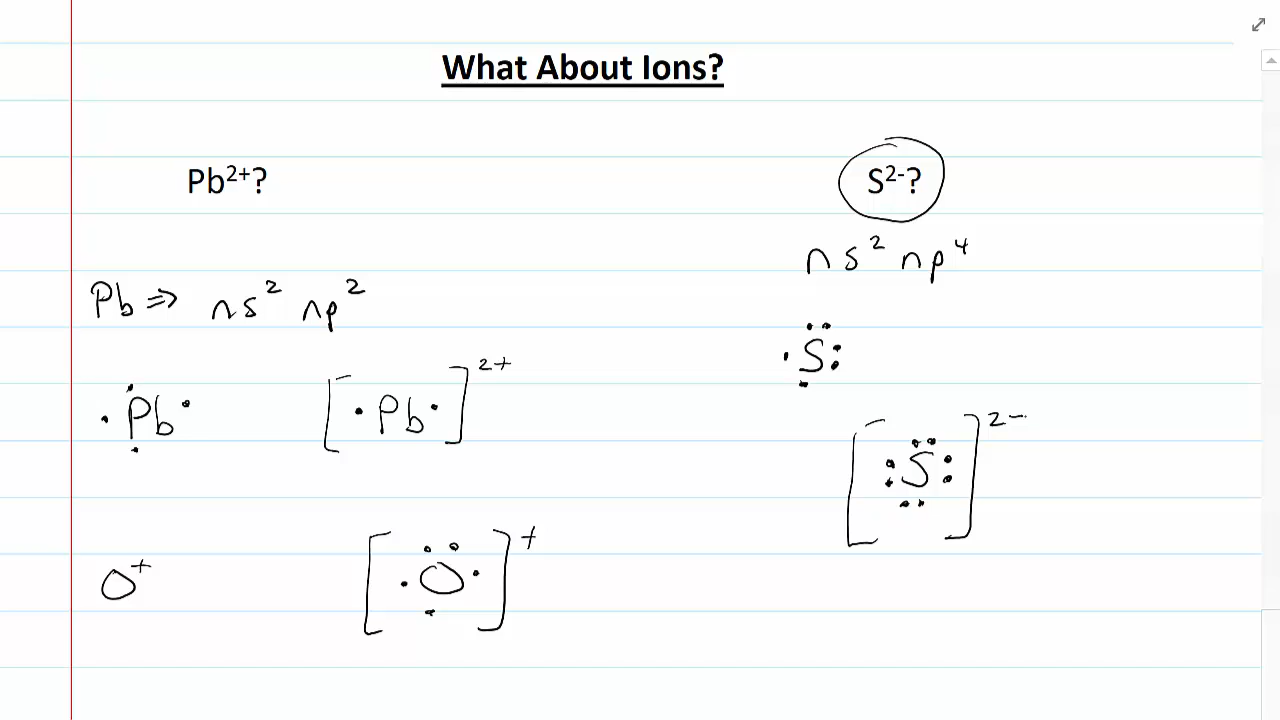 What About Ions?
Pb²⁺?
S²⁻?
ns² np⁴
Pb ⇒ ns² np²
·S:
·Pb· [·Pb·]²⁺
[:S:]²⁻
O⁺ [·O·]⁺